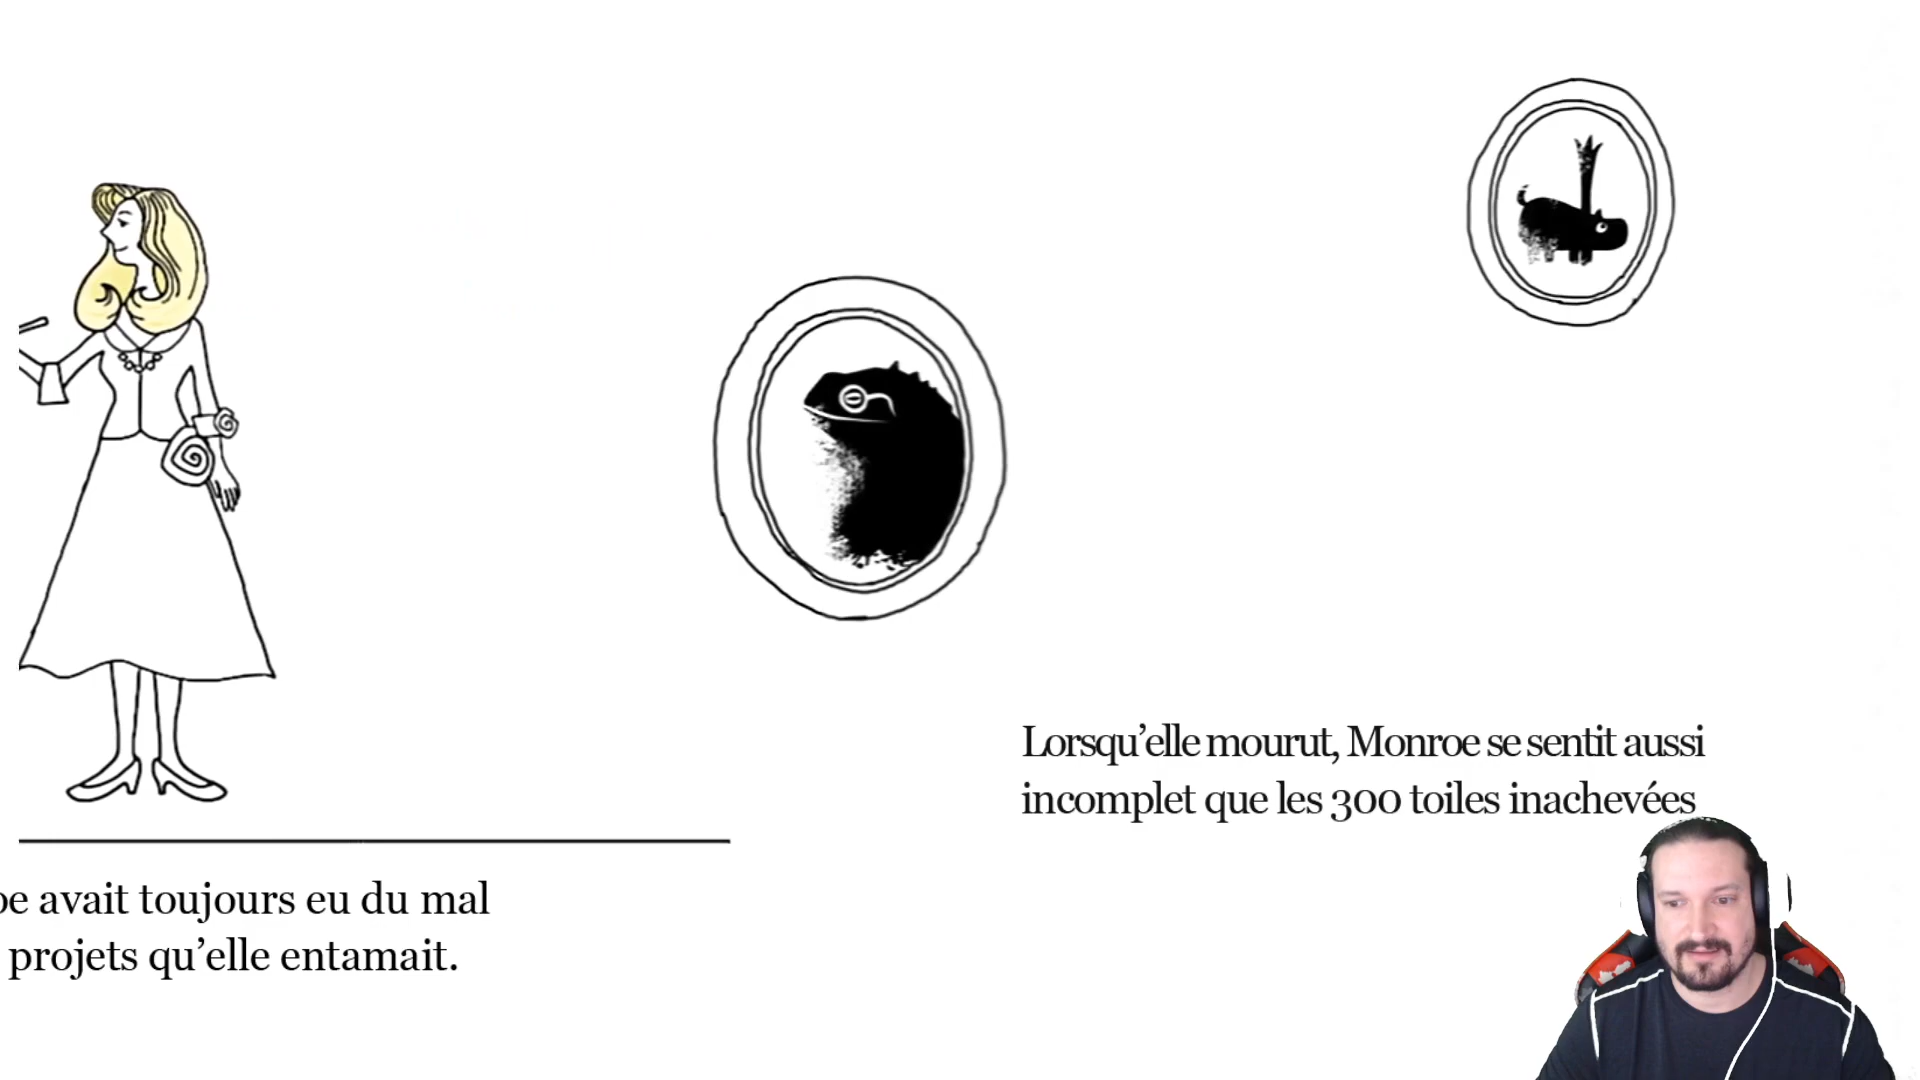 Lorsqu’elle mourut, Monroe se sentit aussi
incomplet que les 300 toiles inachevées
avait toujours eu du mal
projets qu’elle entamait.